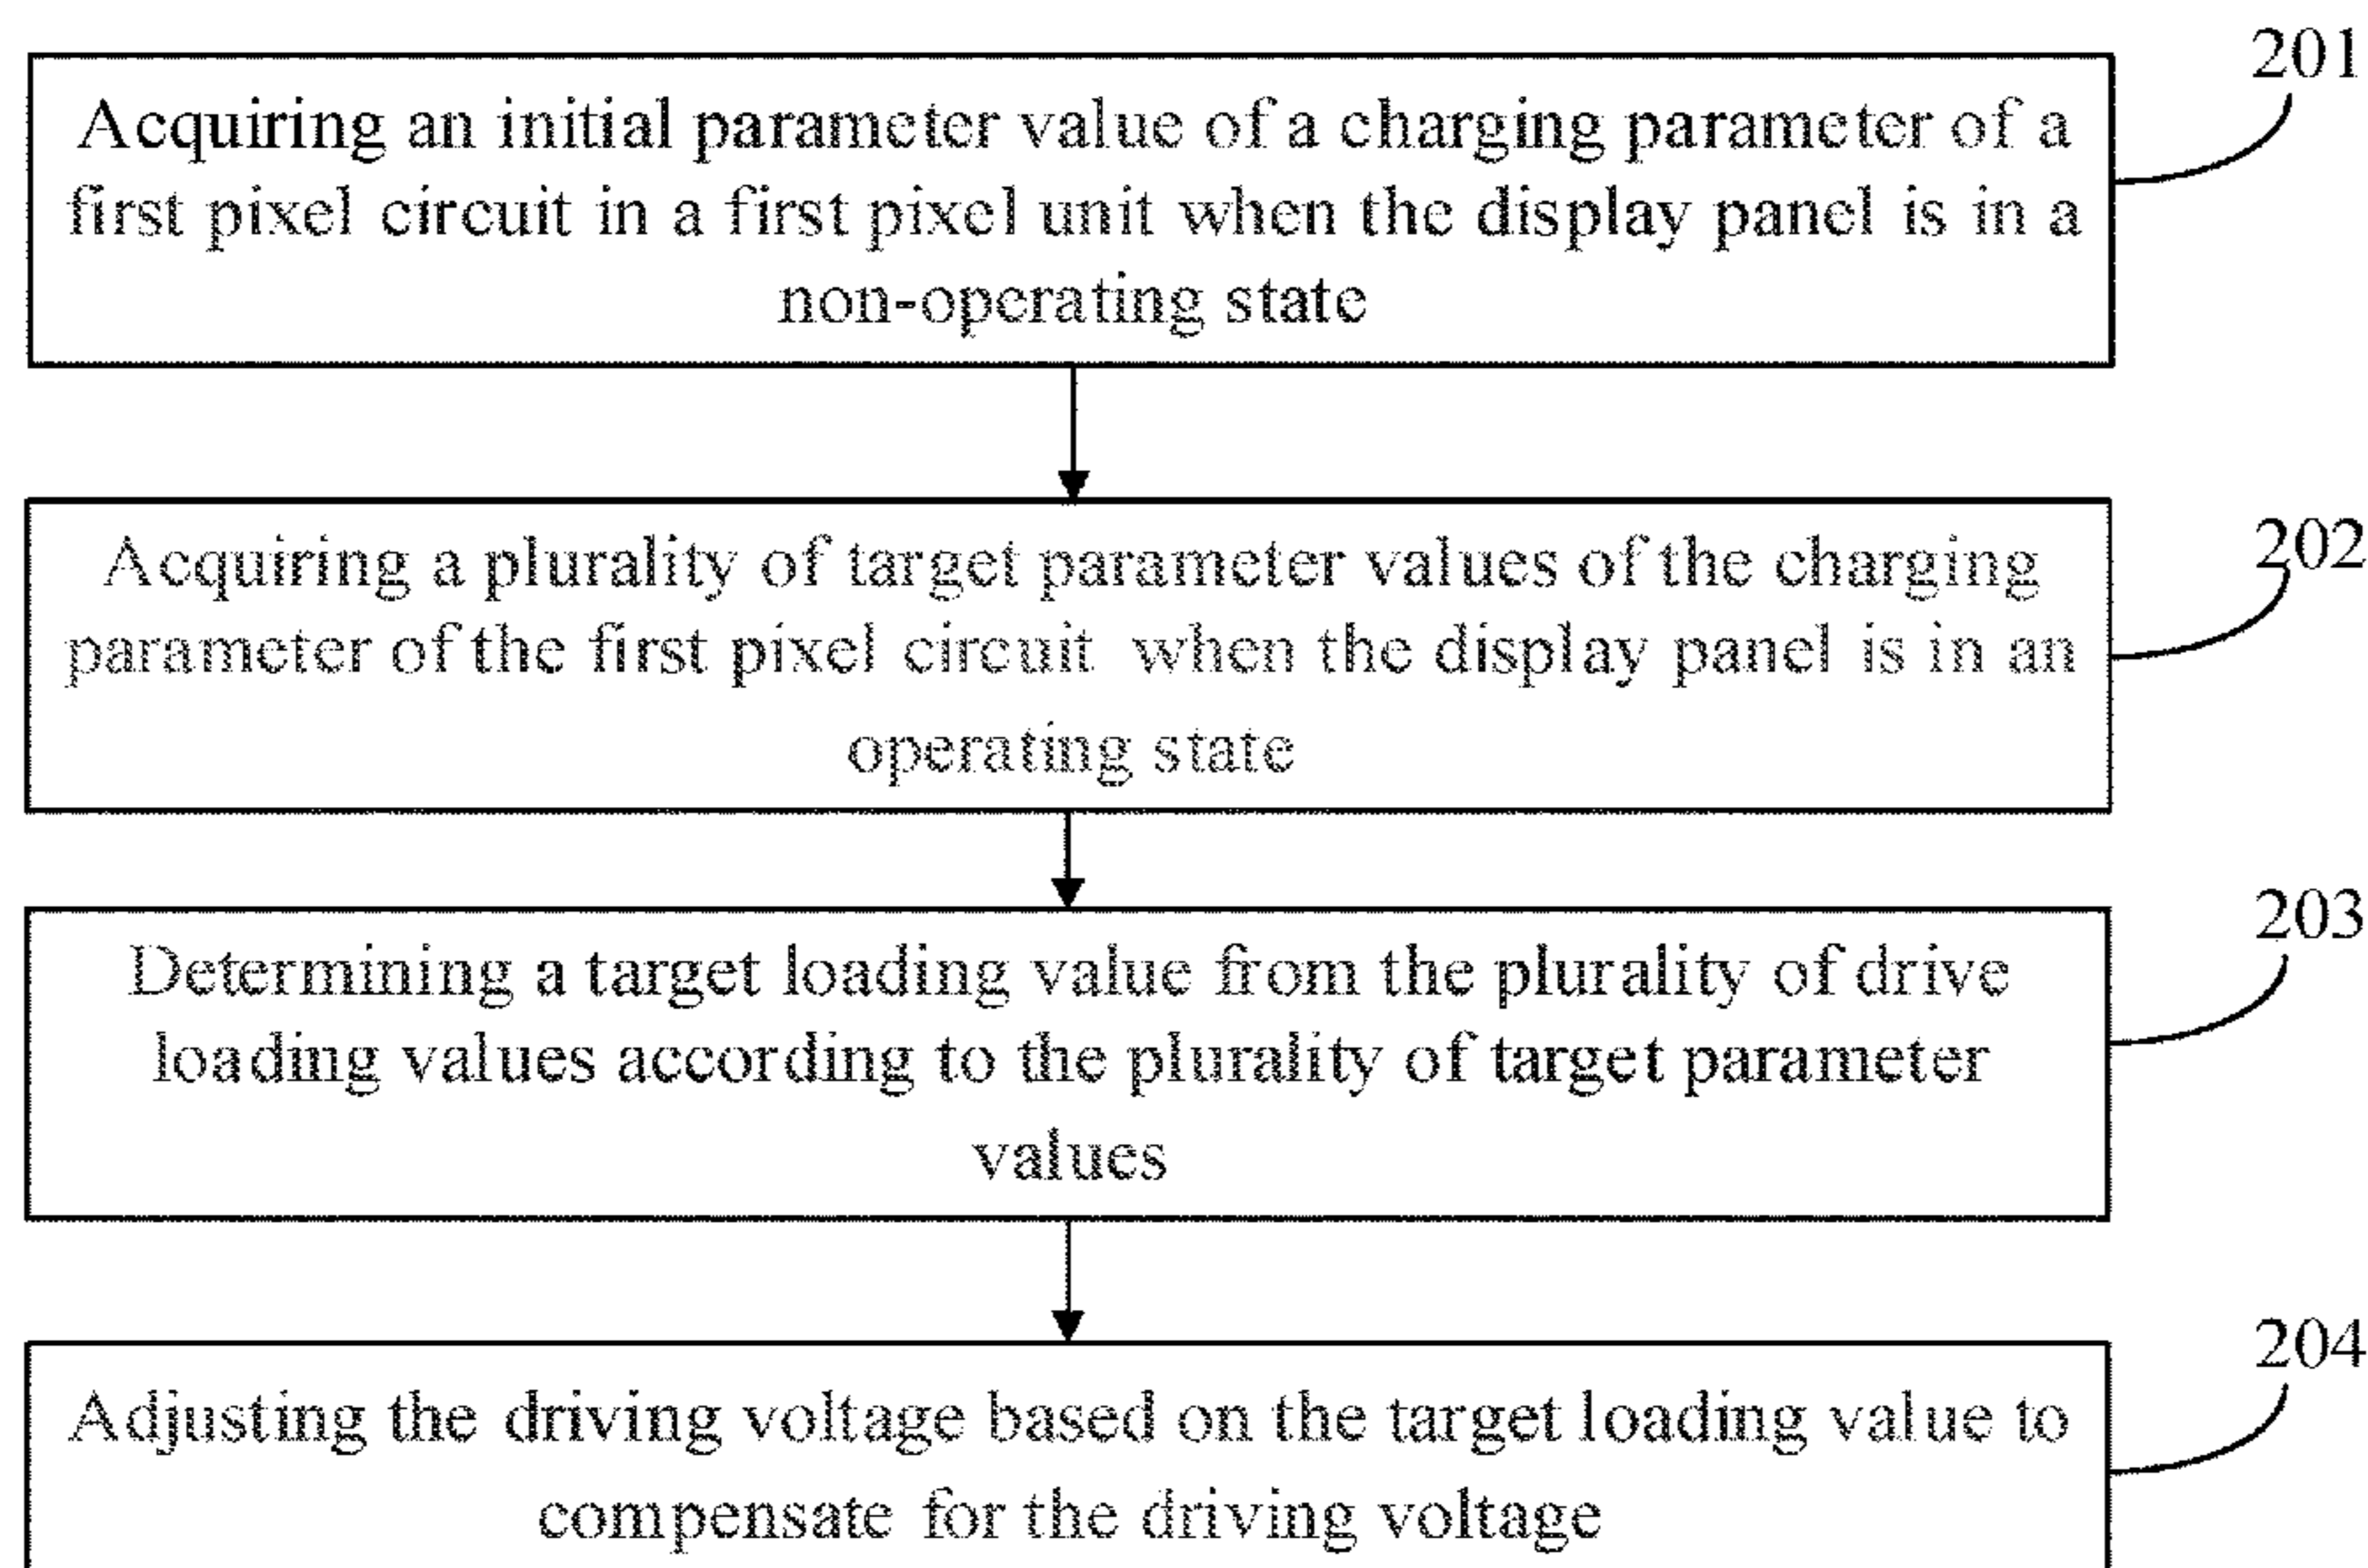 201
Acquiring an initial parameter value of a charging parameter of a
first pixel circuit in a first pixel unit when the display panel is in a
non-operating state
202
Acquiring a plurality of target parameter values of the charging
parameter of the first pixel circuit when the display panel is in an
operating state
203
Determining a target loading value from the plurality of drive
loading values according to the plurality of target parameter
values
204
Adjusting the driving voltage based on the target loading value to
compensate for the driving voltage